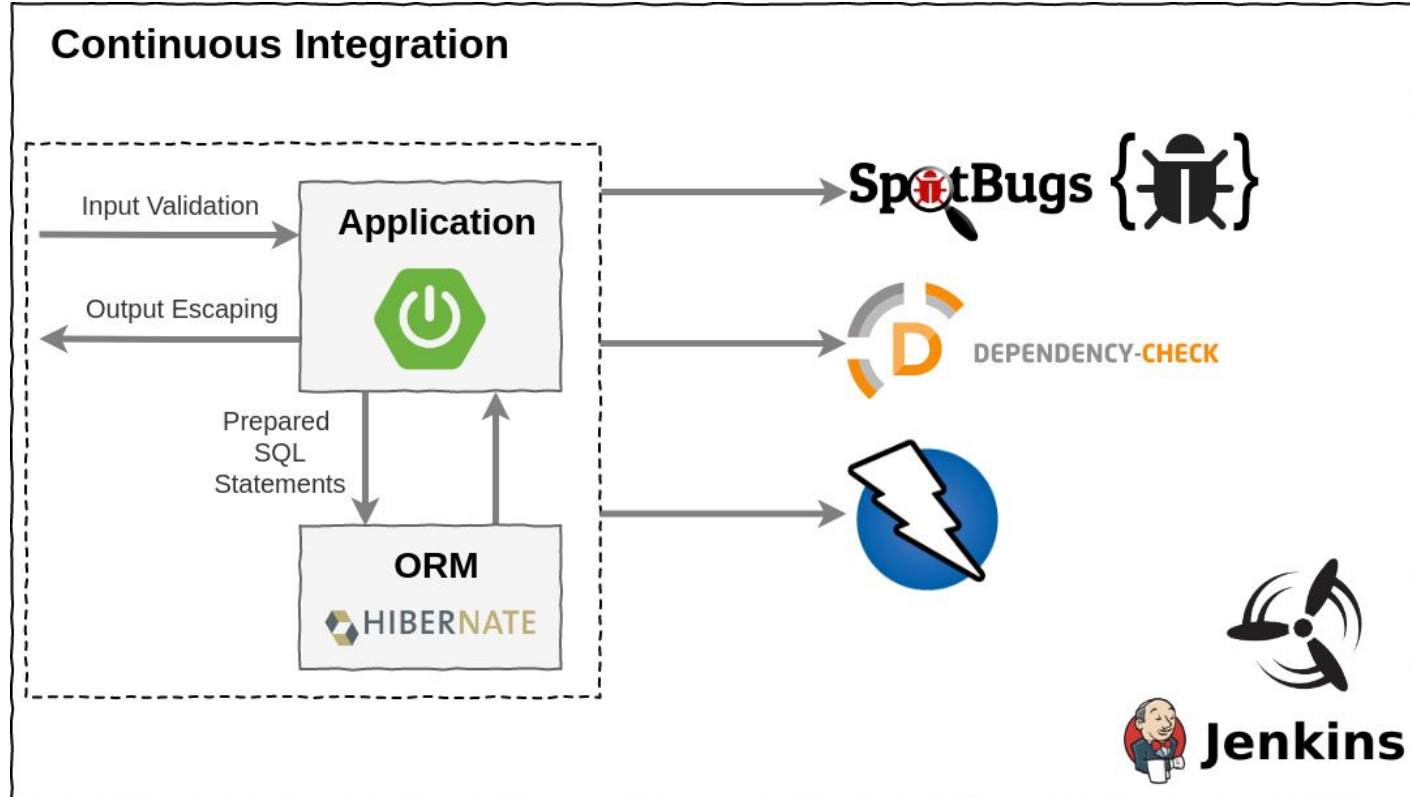 Continuous Integration
Input Validation
Application
Output Escaping
Prepared
SQL
Statements
ORM
HIBERNATE
SpotBugs
D
DEPENDENCY-CHECK
Jenkins